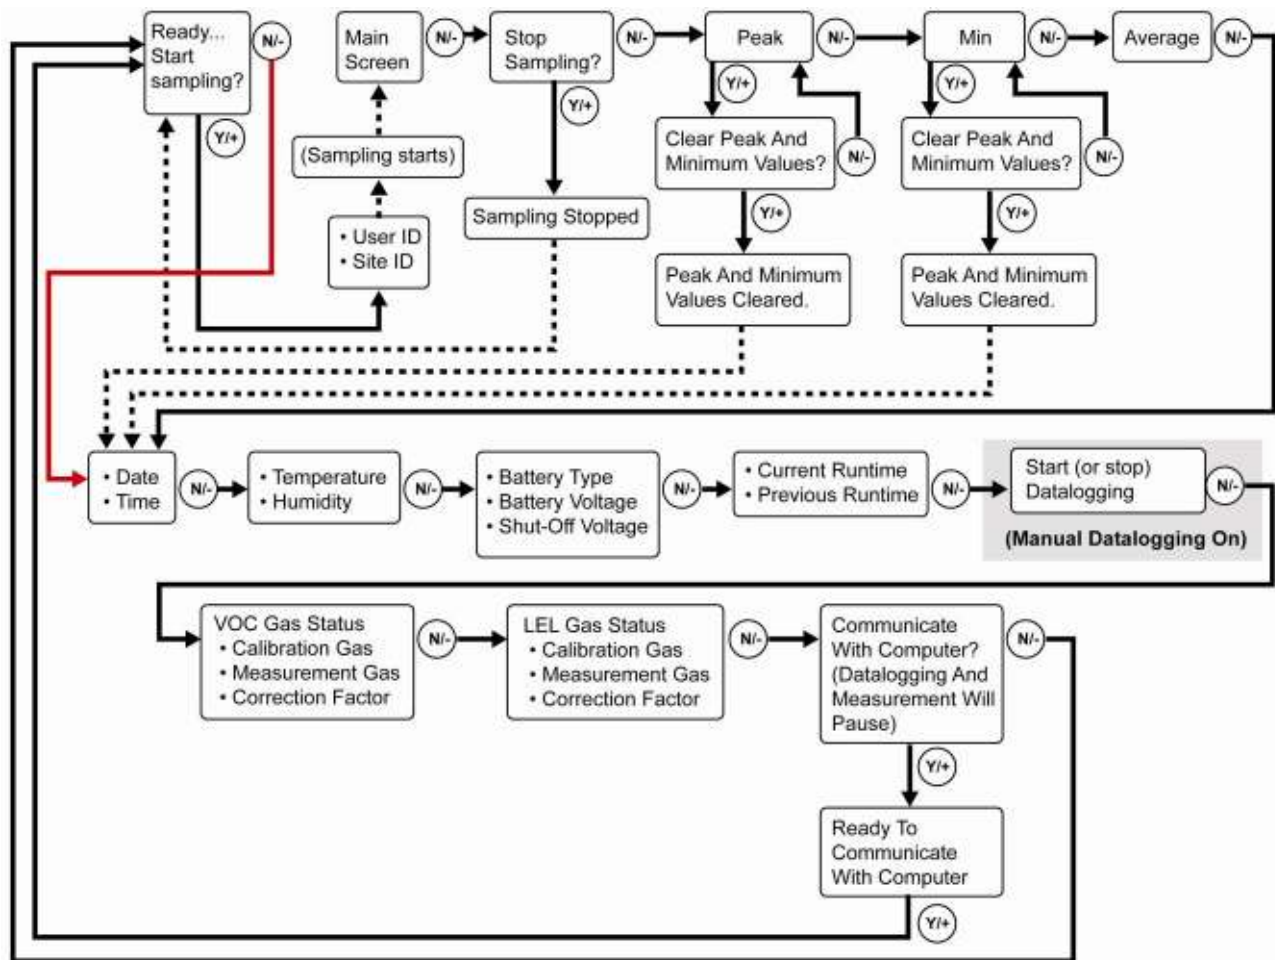 Ready...
Start
sampling?
N/-
Y/+
Main
Screen
N/-
Stop
Sampling?
N/-
Y/+
Peak
N/-
Y/+
Min
N/-
Y/+
Average
N/-
(Sampling starts)
• User ID
• Site ID
Sampling Stopped
Clear Peak And
Minimum Values?
N/-
Y/+
Clear Peak And
Minimum Values?
N/-
Y/+
Peak And Minimum
Values Cleared.
Peak And Minimum
Values Cleared.
• Date
• Time
N/-
• Temperature
• Humidity
N/-
• Battery Type
• Battery Voltage
• Shut-Off Voltage
N/-
• Current Runtime
• Previous Runtime
N/-
Start (or stop)
Datalogging
N/-
(Manual Datalogging On)
VOC Gas Status
• Calibration Gas
• Measurement Gas
• Correction Factor
N/-
LEL Gas Status
• Calibration Gas
• Measurement Gas
• Correction Factor
N/-
Communicate
With Computer?
(Datalogging And
Measurement Will
Pause)
N/-
Y/+
Ready To
Communicate
With Computer
Y/+